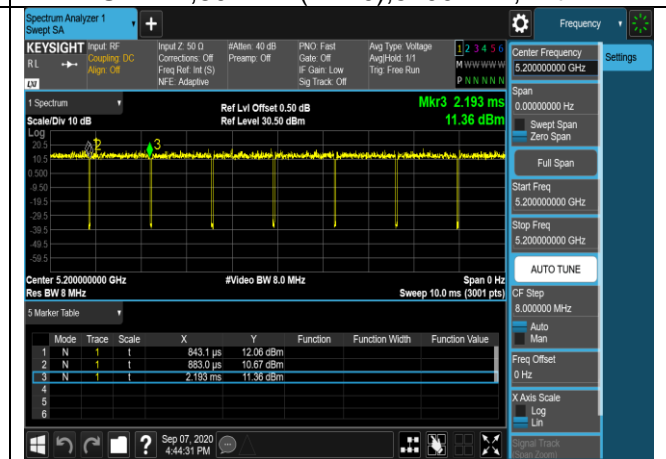 Spectrum Analyzer 1
Swept SA
+
Frequency
KEYSIGHT
RL
LXI
Input: RF
Coupling: DC
Align: Off
Input Z: 50 Ω
Corrections: Off
Freq Ref: Int (S)
NFE: Adaptive
#Atten: 40 dB
Preamp: Off
PNO: Fast
Gate: Off
IF Gain: Low
Sig Track: Off
Avg Type: Voltage
Avg|Hold: 1/1
Trig: Free Run
1 2 3 4 5 6
M W W W W W
P N N N N N
1 Spectrum
Scale/Div 10 dB
Ref Lvl Offset 0.50 dB
Ref Level 30.50 dBm
Mkr3 2.193 ms
11.36 dBm
Log
20.5
10.5
0.500
-9.50
-19.5
-29.5
-39.5
-49.5
-59.5
2
3
Center 5.200000000 GHz
Res BW 8 MHz
#Video BW 8.0 MHz
Span 0 Hz
Sweep 10.0 ms (3001 pts)
5 Marker Table
Mode Trace Scale X Y Function Function Width Function Value
1 N 1 t 843.1 µs 12.06 dBm
2 N 1 t 883.0 µs 10.67 dBm
3 N 1 t 2.193 ms 11.36 dBm
4
5
6
Center Frequency
5.200000000 GHz
Settings
Span
0.00000000 Hz
Swept Span
Zero Span
Full Span
Start Freq
5.200000000 GHz
Stop Freq
5.200000000 GHz
AUTO TUNE
CF Step
8.000000 MHz
Auto
Man
Freq Offset
0 Hz
X Axis Scale
Log
Lin
Signal Track
(Span Zoom)
?
Sep 07, 2020
4:44:31 PM